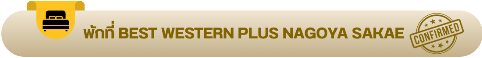 พักที่ BEST WESTERN PLUS NAGOYA SAKAE
CONFIRMED